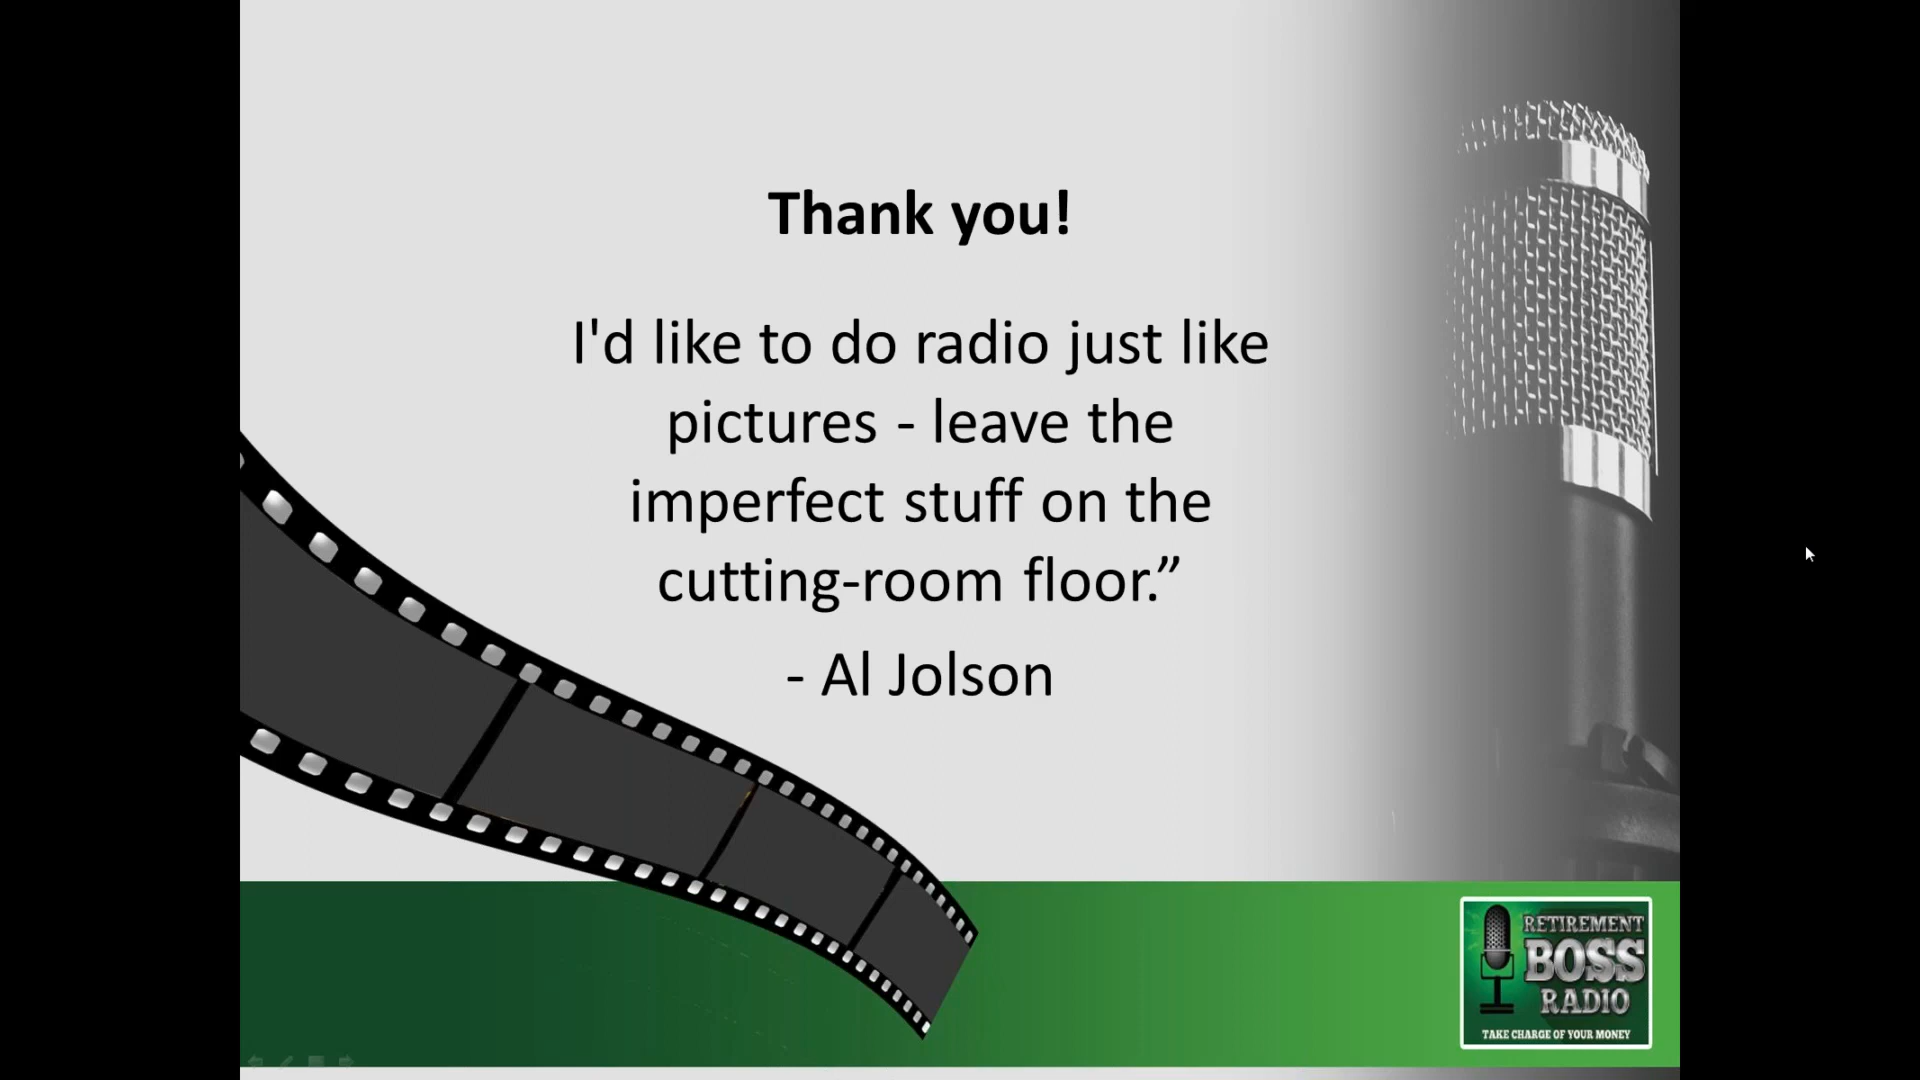 Thank you!
I'd like to do radio just like
pictures - leave the
imperfect stuff on the
cutting-room floor.”
- Al Jolson
RETIREMENT
BOSS
RADIO
TAKE CHARGE OF YOUR MONEY